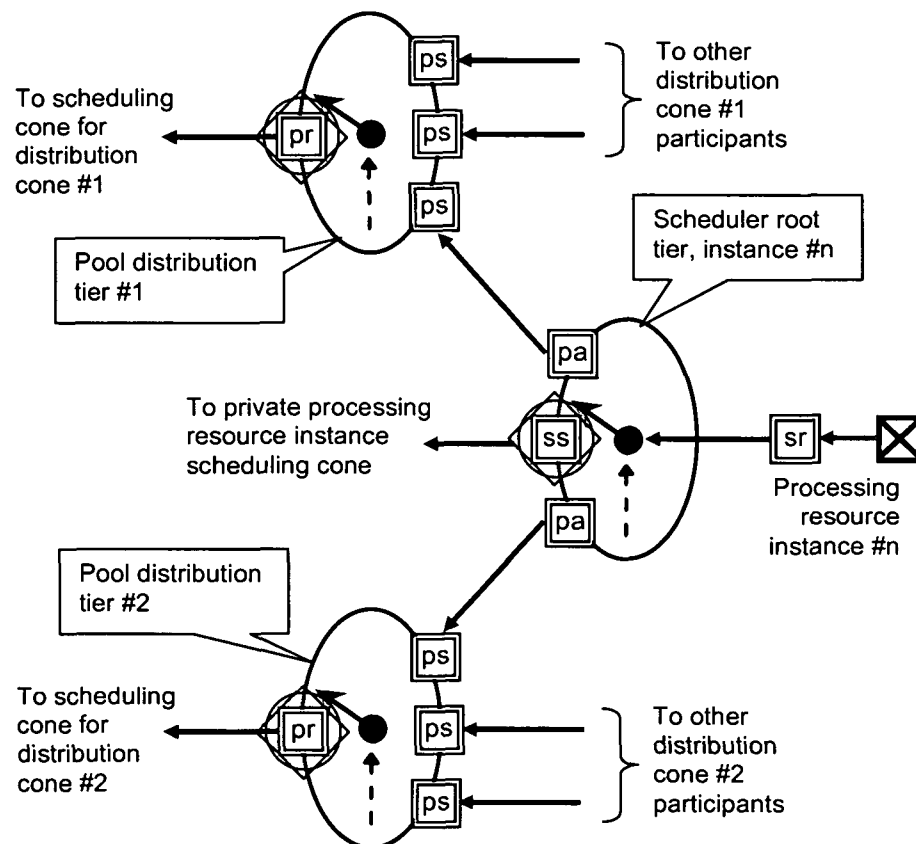 ps
To other
distribution
cone #1
participants
To scheduling
cone for
distribution
cone #1
pr
ps
ps
Scheduler root
tier, instance #n
Pool distribution
tier #1
pa
To private processing
resource instance
scheduling cone
ss
sr
pa
Processing
resource
instance #n
Pool distribution
tier #2
ps
To scheduling
cone for
distribution
cone #2
pr
ps
ps
To other
distribution
cone #2
participants